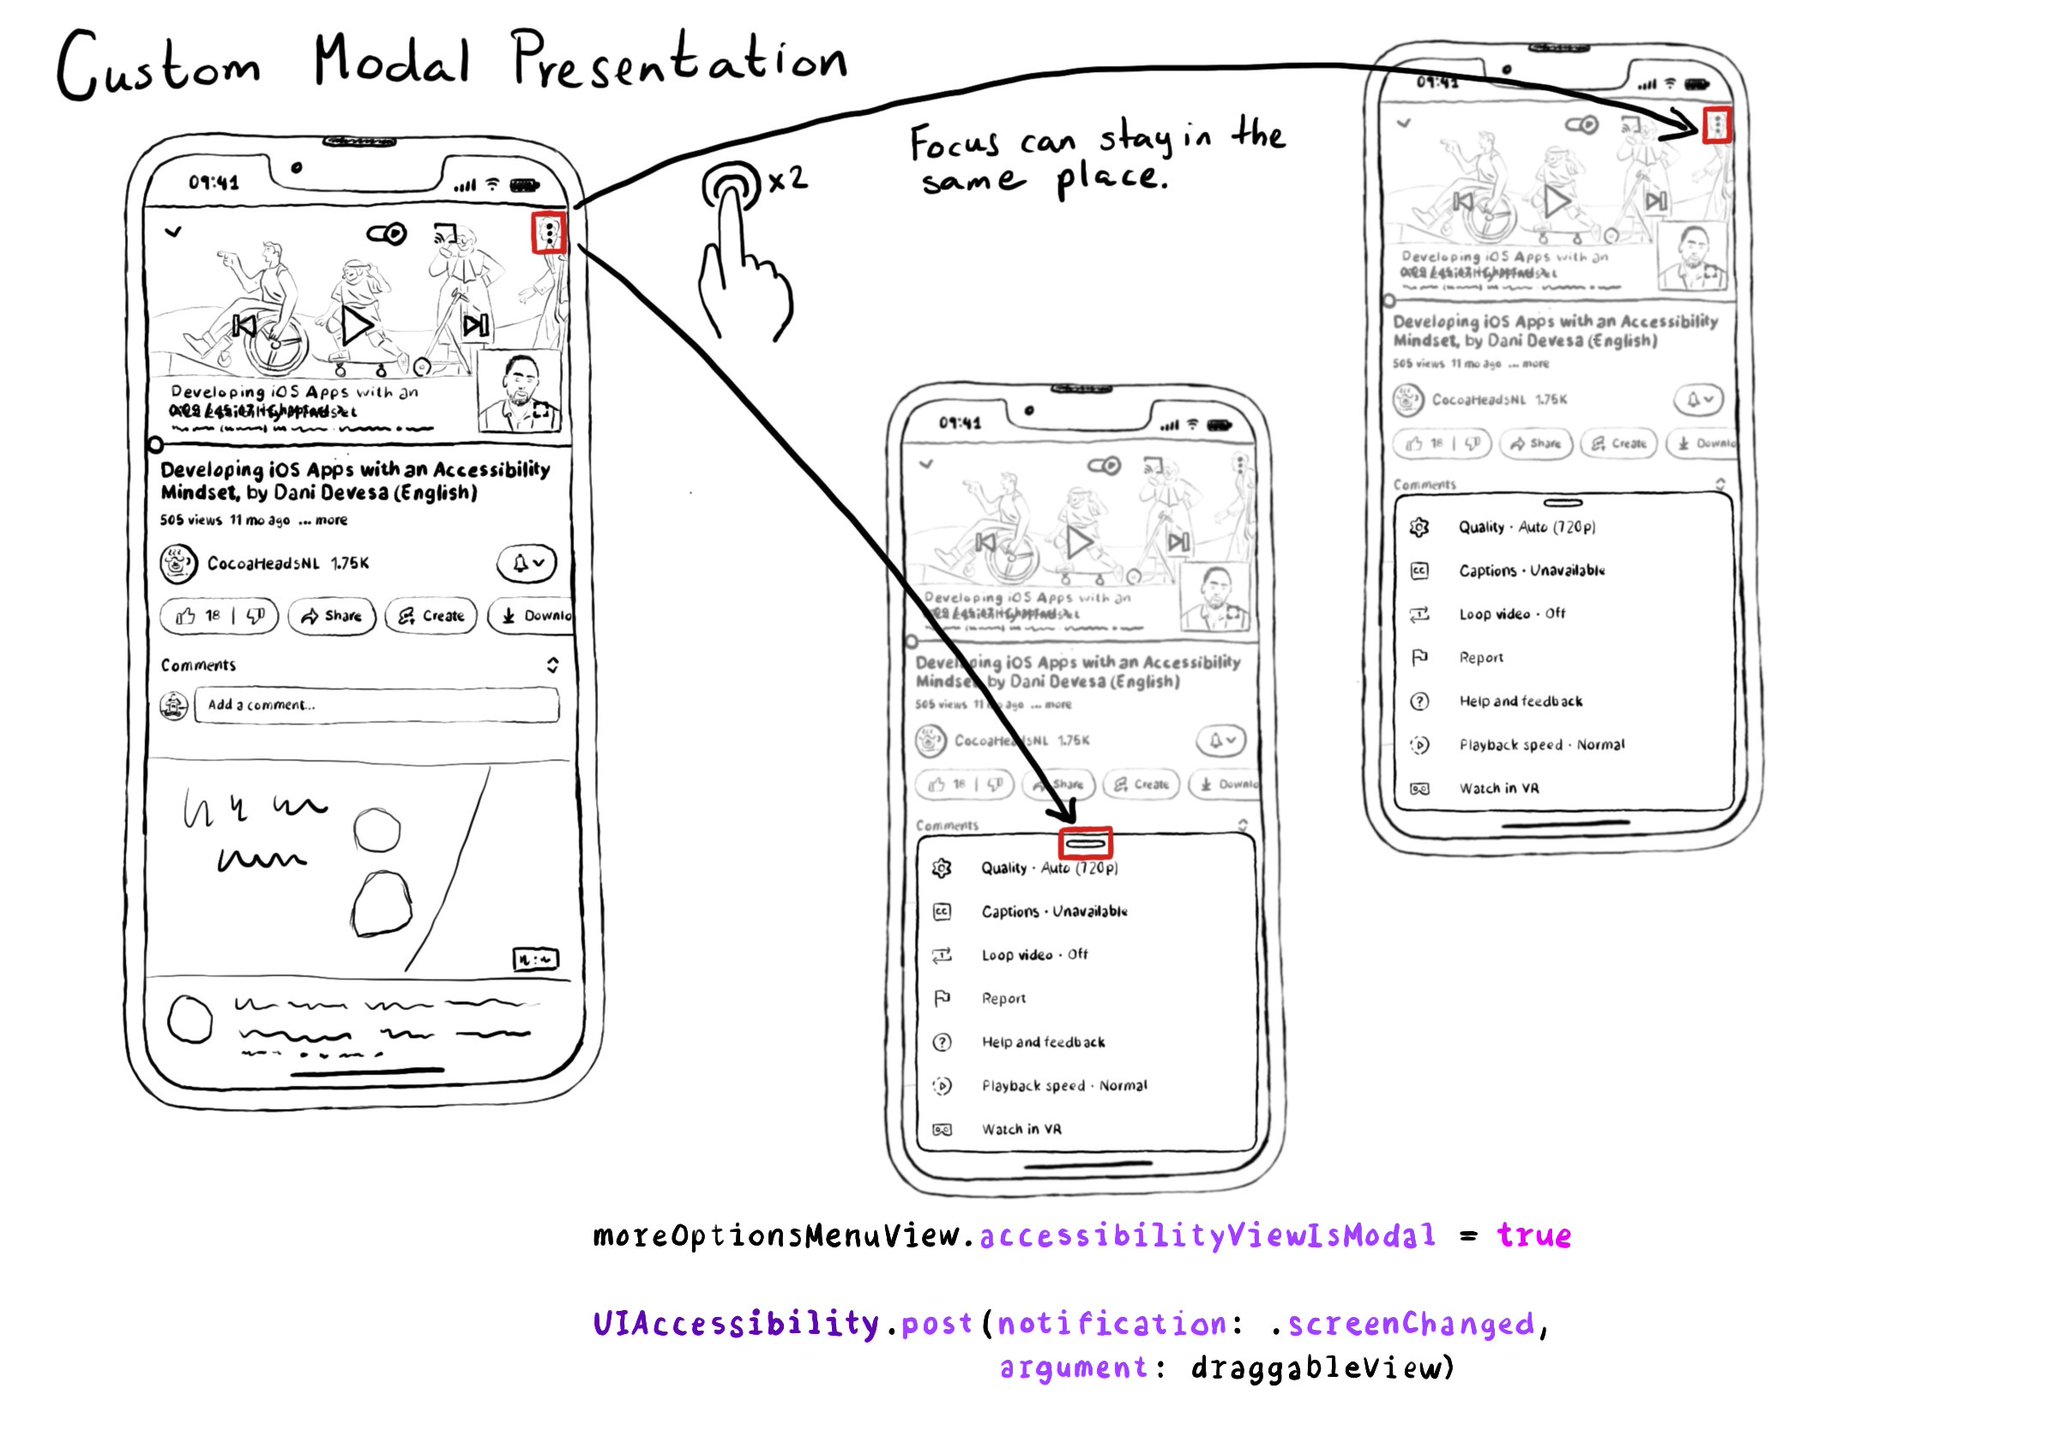 Custom Modal Presentation
09:41
Developing iOS Apps with an
Developing iOS Apps with an Accessibility
Mindset, by Dani Devesa (English)
505 views 11 mo ago ... more
CocoaHeadsNL 1.75K
18 | Share Create Downlo
Comments
Add a comment...
x2
Focus can stay in the
same place.
09:41
Developing iOS Apps with an
Developing iOS Apps with an Accessibility
Mindset, by Dani Devesa (English)
505 views 11 mo ago ... more
CocoaHeadsNL 1.75K
18 | Share Create Downlo
Comments
Quality · Auto (720p)
CC Captions · Unavailable
1 Loop video · Off
Report
? Help and feedback
Playback speed · Normal
Watch in VR
09:41
Developing iOS Apps with an
Developing iOS Apps with an Accessibility
Mindset, by Dani Devesa (English)
505 views 11 mo ago ... more
CocoaHeadsNL 1.75K
18 | Share Create Downlo
Comments
Quality · Auto (720p)
CC Captions · Unavailable
1 Loop video · Off
Report
? Help and feedback
Playback speed · Normal
Watch in VR
moreOptionsMenuView.accessibilityViewIsModal = true
UIAccessibility.post(notification: .screenChanged,
argument: draggableView)